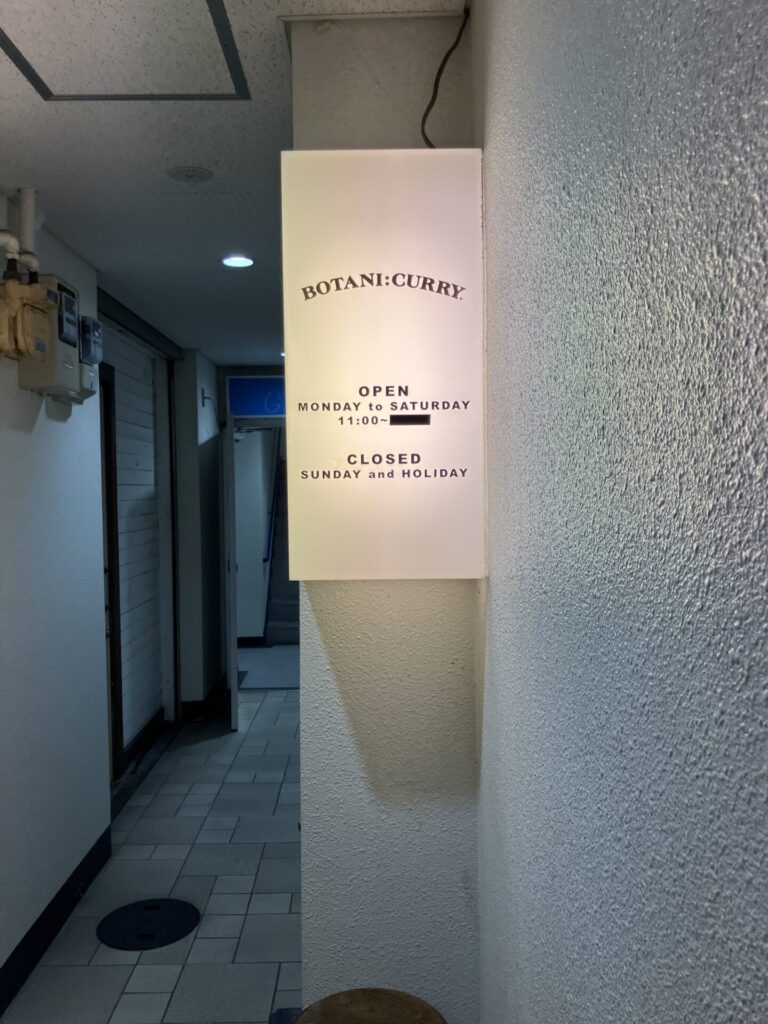 BOTANI:CURRY.
OPEN
MONDAY to SATURDAY
11:00~
CLOSED
SUNDAY and HOLIDAY
G